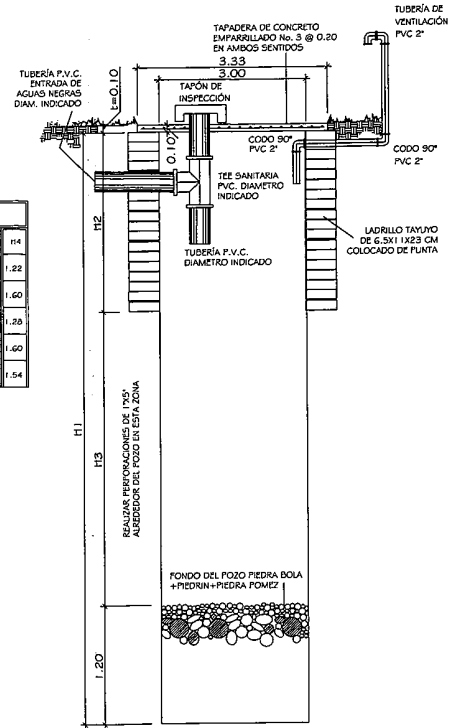 TUBERÍA DE
VENTILACIÓN
PVC 2"
TAPADERA DE CONCRETO
EMPARRILLADO No. 3 @ 0.20
EN AMBOS SENTIDOS
3.33
3.00
TUBERÍA P.V.C.
ENTRADA DE
AGUAS NEGRAS
DIAM. INDICADO
t=0.10
TAPÓN DE
INSPECCIÓN
0.10
CODO 90°
PVC 2"
CODO 90°
PVC 2"
TEE SANITARIA
PVC. DIAMETRO
INDICADO
H2
TUBERÍA P.V.C.
DIAMETRO INDICADO
LADRILLO TAYUYO
DE 6.5X11X23 CM
COLOCADO DE PUNTA
H4
1.22
1.60
1.28
1.60
1.54
H1
H3
REALIZAR PERFORACIONES DE 1"X5"
ALREDEDOR DEL POZO EN ESTA ZONA
FONDO DEL POZO PIEDRA BOLA
+PIEDRIN+PIEDRA POMEZ
1.20